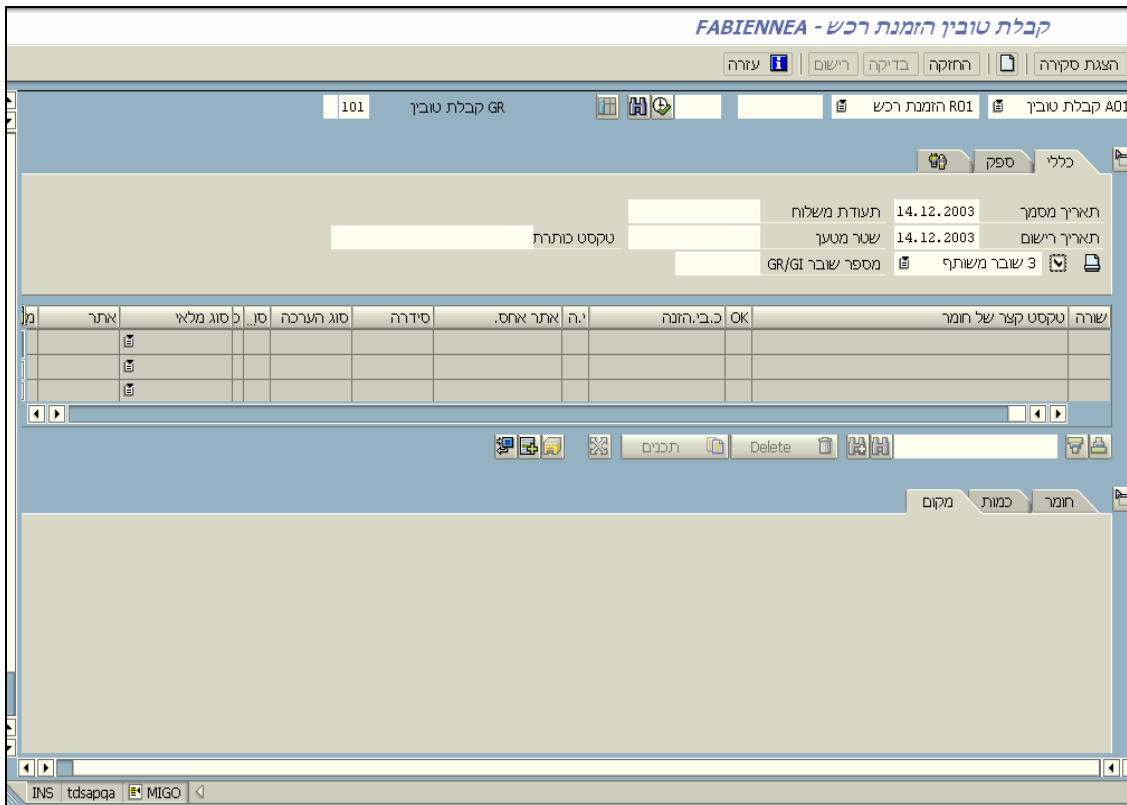 קבלת טובין הזמנת רכש - FABIENNEA
הצגת סקירה החזקה בדיקה רישום עזרה
A01 קבלת טובין R01 הזמנת רכש GR קבלת טובין 101
כללי ספק
תאריך מסמך 14.12.2003 תעודת משלוח
תאריך רישום 14.12.2003 שטר מטען טקסט כותרת
3 שובר משותף מספר שובר GR/GI
שורה טקסט קצר של חומר OK כ.בי.הזנה י.ה אתר אחס. סידרה סוג הערכה סו.. כ סוג מלאי אתר מ
Delete תכנים
חומר כמות מקום
INS tdsapqa MIGO